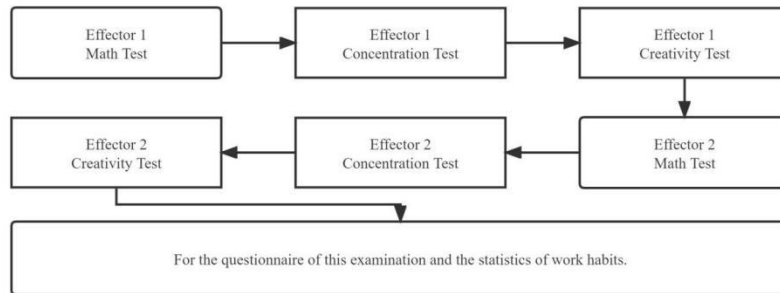 Effector 1
Math Test
Effector 1
Concentration Test
Effector 1
Creativity Test
Effector 2
Math Test
Effector 2
Concentration Test
Effector 2
Creativity Test
For the questionnaire of this examination and the statistics of work habits.